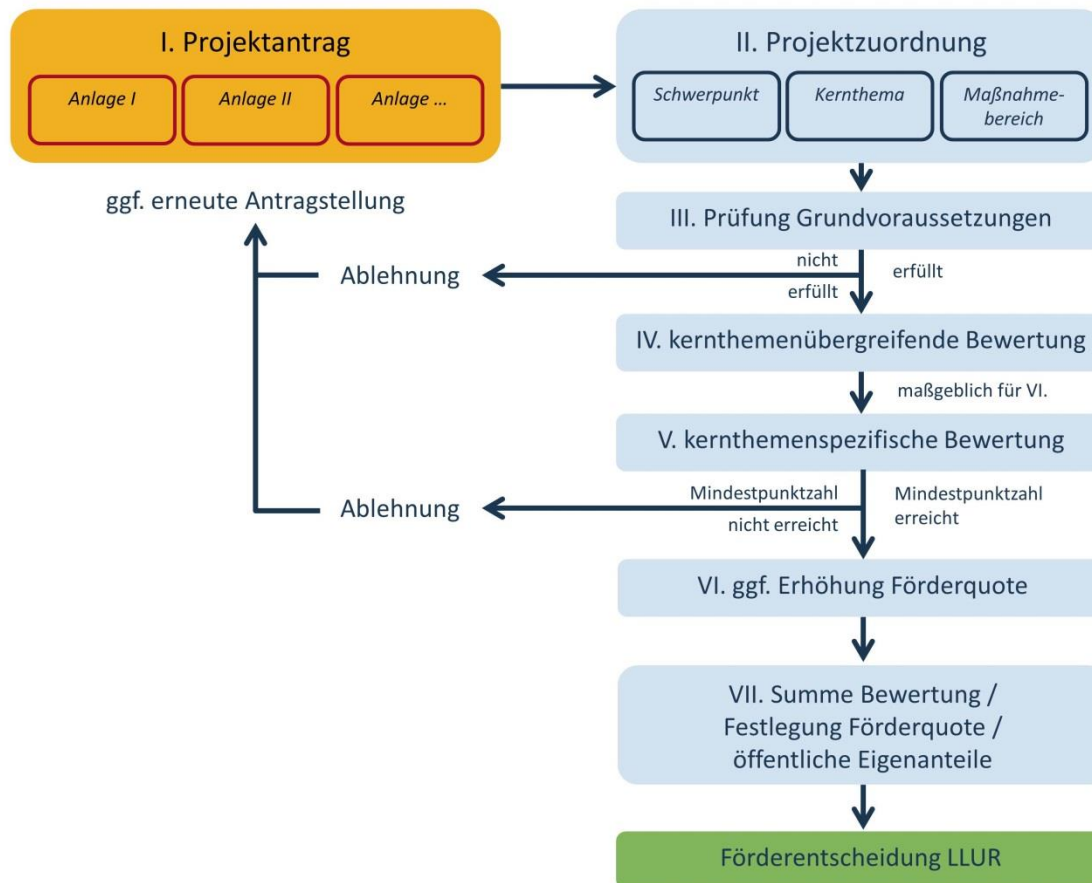 I. Projektantrag
Anlage I
Anlage II
Anlage ...
II. Projektzuordnung
Schwerpunkt
Kernthema
Maßnahme-
bereich
ggf. erneute Antragstellung
III. Prüfung Grundvoraussetzungen
Ablehnung
nicht
erfüllt
erfüllt
IV. kernthemenübergreifende Bewertung
maßgeblich für VI.
V. kernthemenspezifische Bewertung
Ablehnung
Mindestpunktzahl
nicht erreicht
Mindestpunktzahl
erreicht
VI. ggf. Erhöhung Förderquote
VII. Summe Bewertung /
Festlegung Förderquote /
öffentliche Eigenanteile
Förderentscheidung LLUR